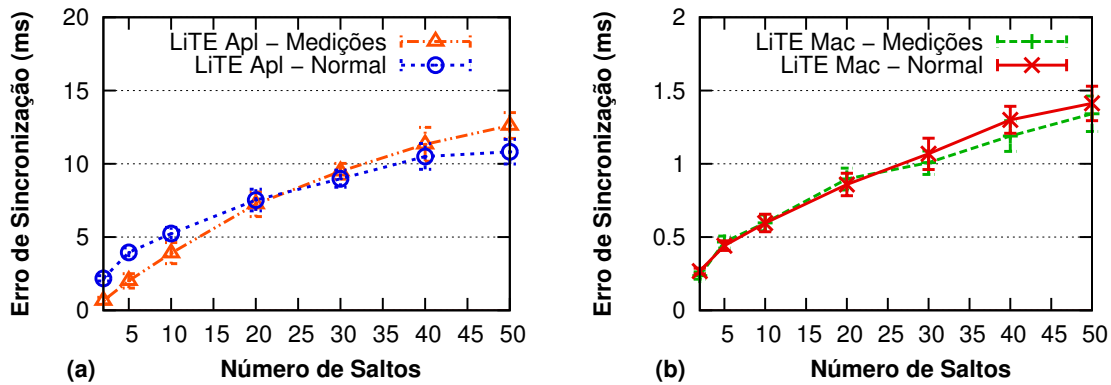 Erro de Sincronização (ms)
20
15
10
5
0
LiTE Apl − Medições
LiTE Apl − Normal
5 10 15 20 25 30 35 40 45 50
(a)
Número de Saltos
Erro de Sincronização (ms)
2
1.5
1
0.5
0
LiTE Mac − Medições
LiTE Mac − Normal
5 10 15 20 25 30 35 40 45 50
(b)
Número de Saltos